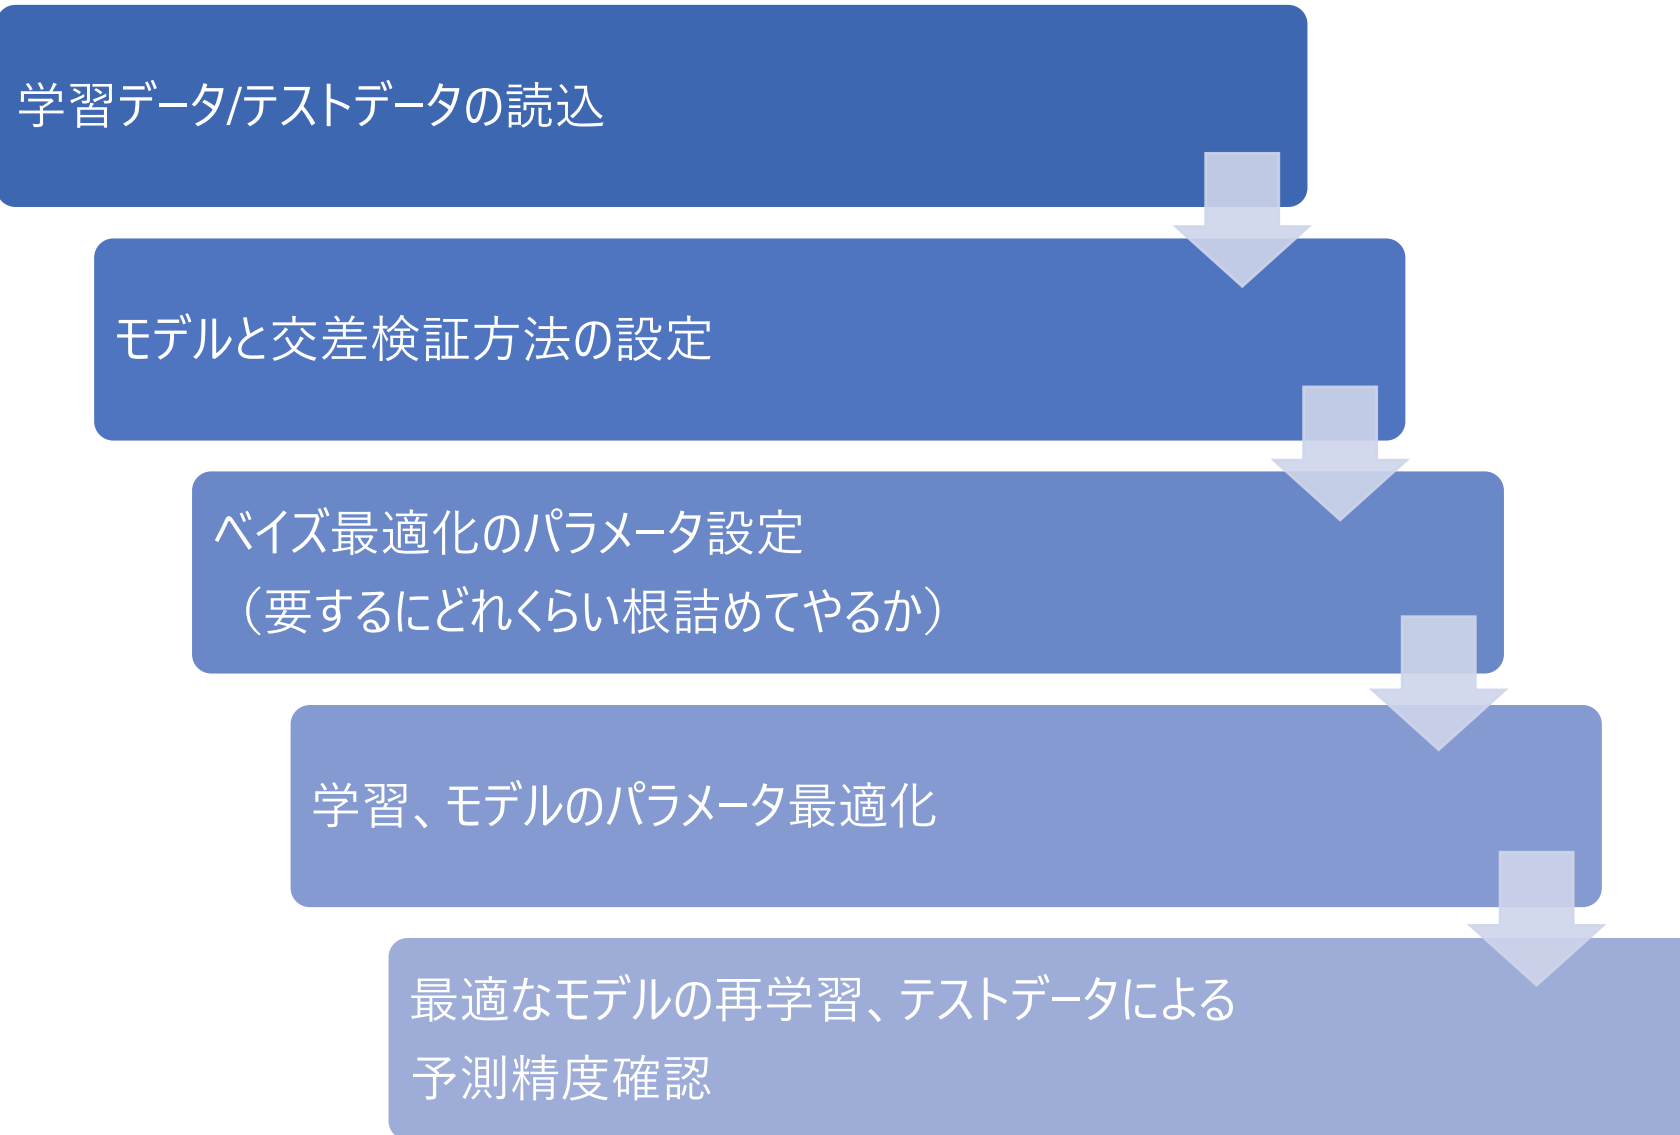 学習データ/テストデータの読込
モデルと交差検証方法の設定
ベイズ最適化のパラメータ設定
（要するにどれくらい根詰めてやるか）
学習、モデルのパラメータ最適化
最適なモデルの再学習、テストデータによる
予測精度確認